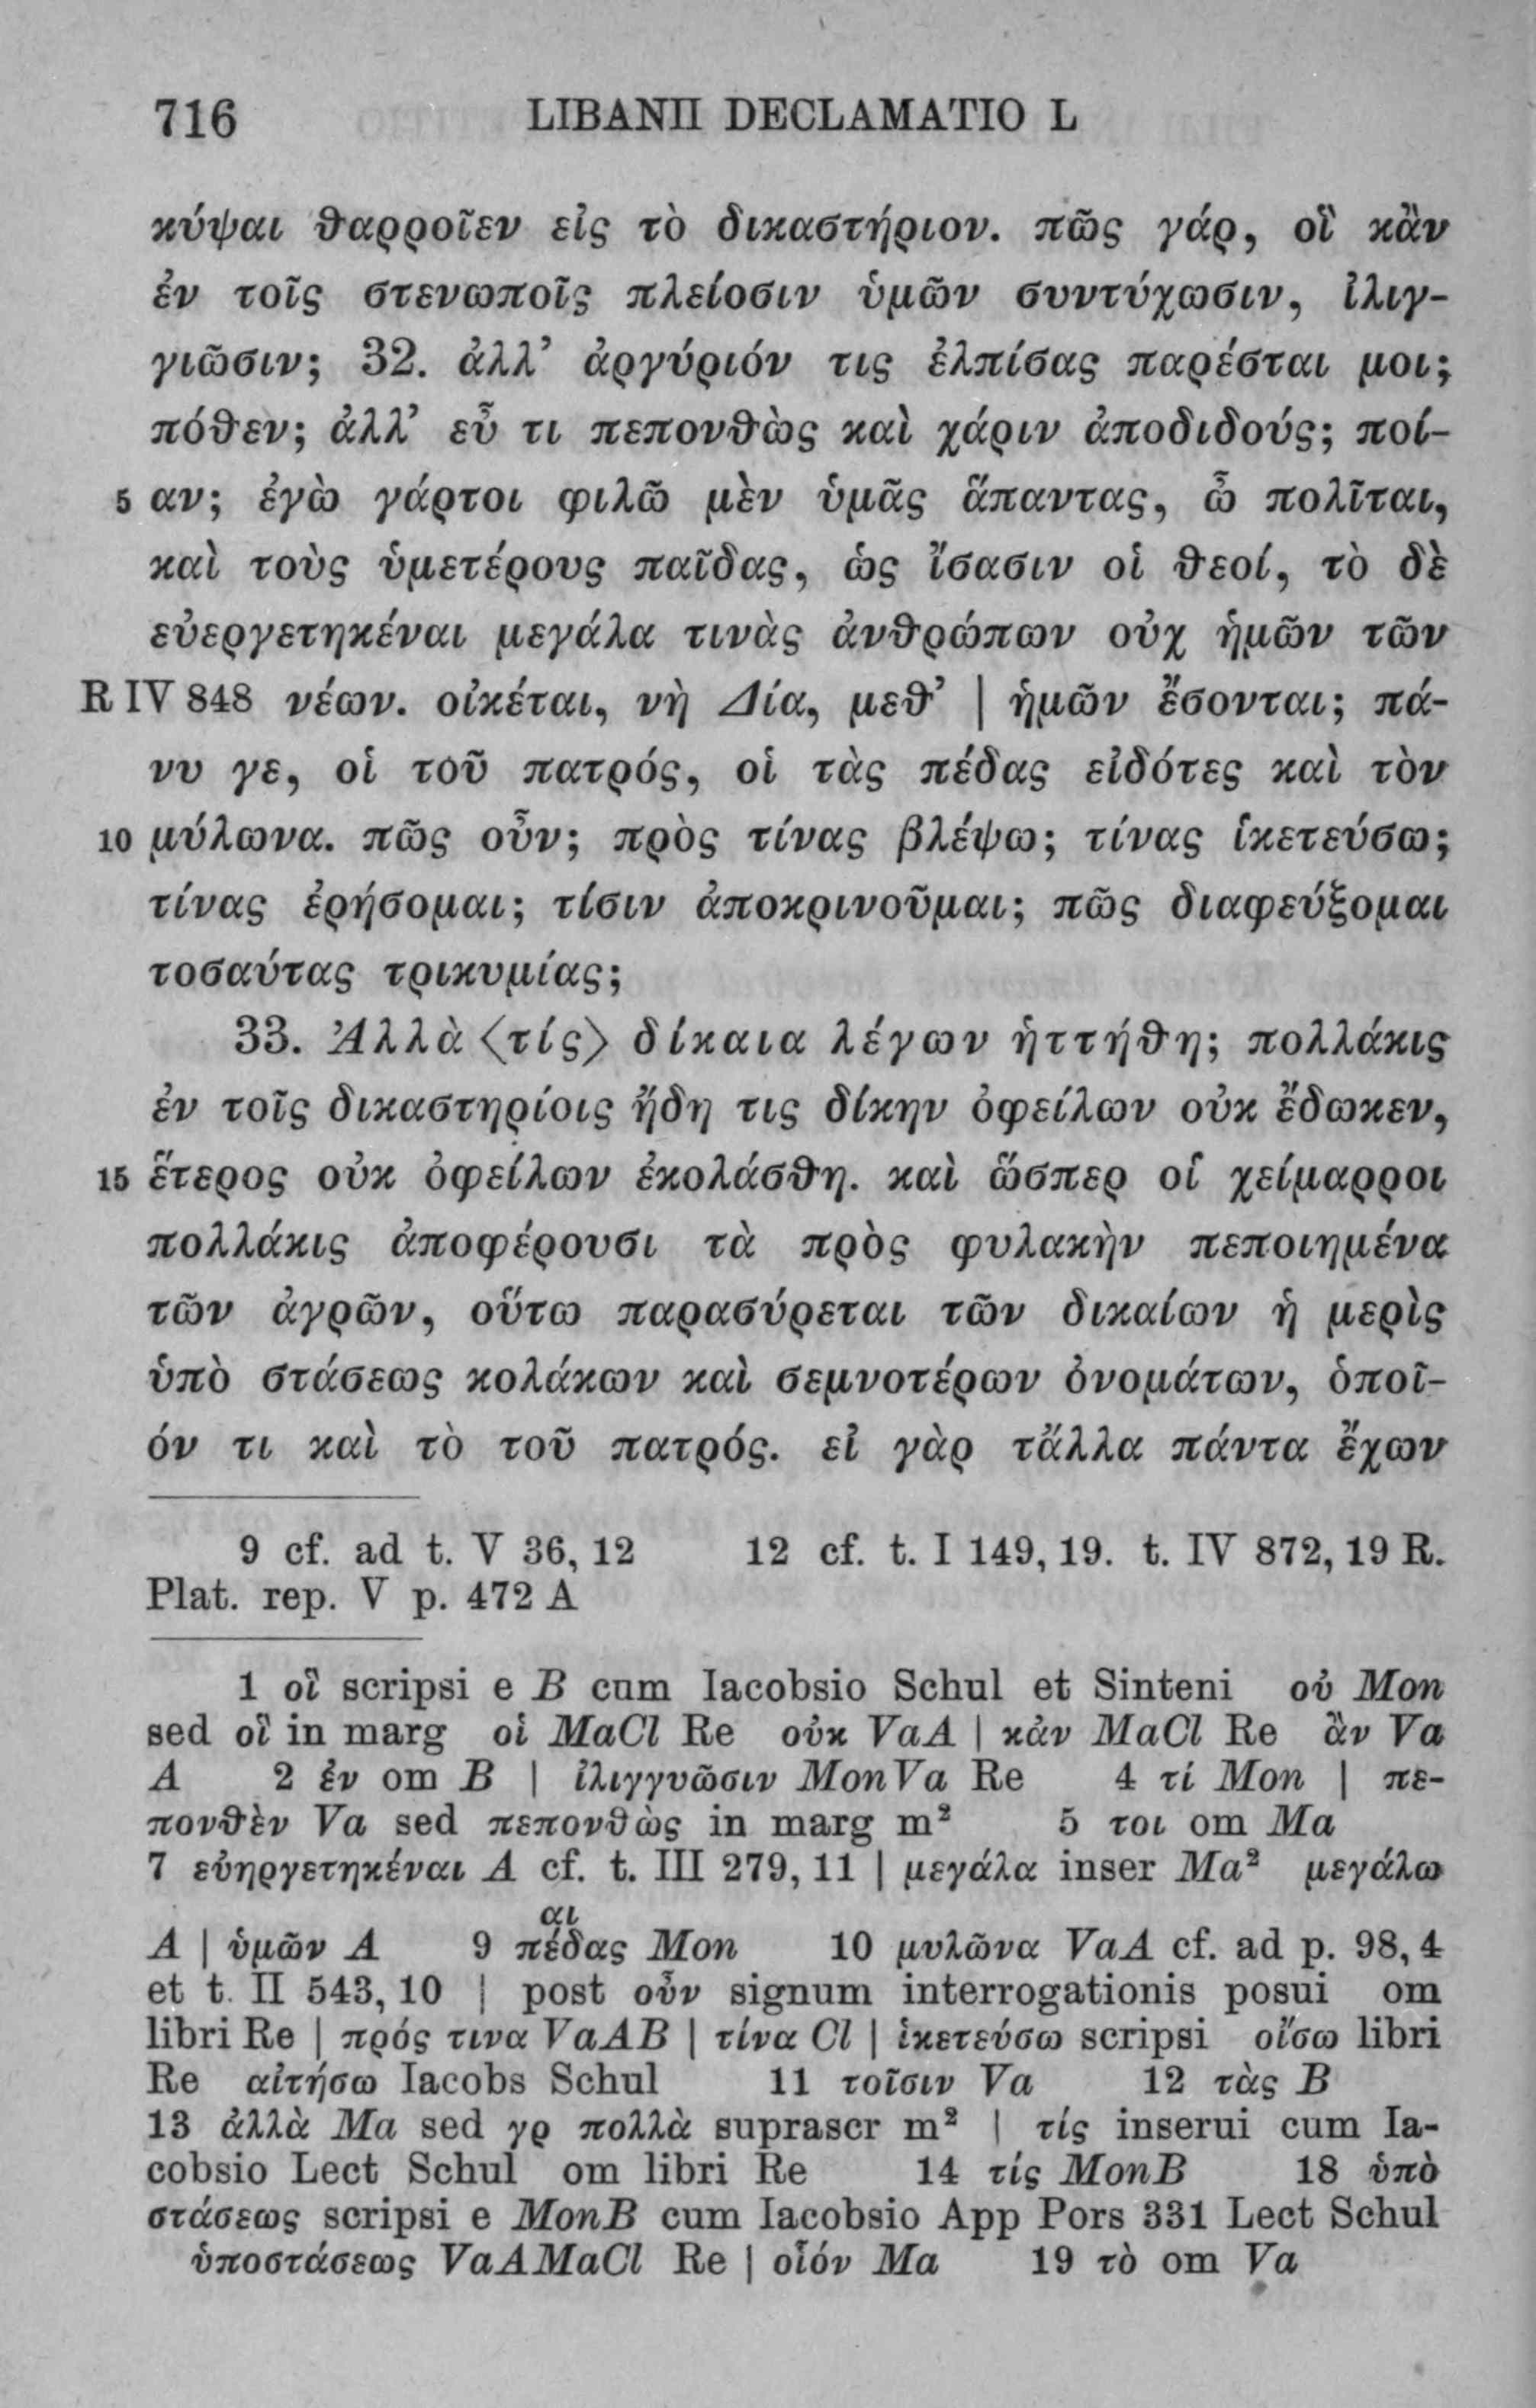 716 LIBANII DECLAMATIO L
κύψαι θαρροῖεν εἰς τὸ δικαστήριον. πῶς γάρ, οἳ κἂν
ἐν τοῖς στενωποῖς πλείοσιν ὑμῶν συντύχωσιν, ἰλιγ-
γιῶσιν; 32. ἀλλ’ ἀργύριόν τις ἐλπίσας παρέσται μοι;
πόθεν; ἀλλ’ εὖ τι πεπονθὼς καὶ χάριν ἀποδιδούς; ποί-
5 αν; ἐγὼ γάρτοι φιλῶ μὲν ὑμᾶς ἅπαντας, ὦ πολῖται,
καὶ τοὺς ὑμετέρους παῖδας, ὡς ἴσασιν οἱ θεοί, τὸ δὲ
εὐεργετηκέναι μεγάλα τινὰς ἀνθρώπων οὐχ ἡμῶν τῶν
R IV 848 νέων. οἰκέται, νὴ Δία, μεθ’ | ἡμῶν ἔσονται; πά-
νυ γε, οἱ τοῦ πατρός, οἱ τὰς πέδας εἰδότες καὶ τὸν
10 μύλωνα. πῶς οὖν; πρὸς τίνας βλέψω; τίνας ἱκετεύσω;
τίνας ἐρήσομαι; τίσιν ἀποκρινοῦμαι; πῶς διαφεύξομαι
τοσαύτας τρικυμίας;
33. Ἀλλὰ ⟨τίς⟩ δίκαια λέγων ἡττήθη; πολλάκις
ἐν τοῖς δικαστηρίοις ἤδη τις δίκην ὀφείλων οὐκ ἔδωκεν,
15 ἕτερος οὐκ ὀφείλων ἐκολάσθη. καὶ ὥσπερ οἱ χείμαρροι
πολλάκις ἀποφέρουσι τὰ πρὸς φυλακὴν πεποιημένα
τῶν ἀγρῶν, οὕτω παρασύρεται τῶν δικαίων ἡ μερὶς
ὑπὸ στάσεως κολάκων καὶ σεμνοτέρων ὀνομάτων, ὁποῖ-
όν τι καὶ τὸ τοῦ πατρός. εἰ γὰρ τἄλλα πάντα ἔχων
9 cf. ad t. V 36, 12 12 cf. t. I 149, 19. t. IV 872, 19 R.
Plat. rep. V p. 472 A
1 οἳ scripsi e B cum Iacobsio Schul et Sinteni οὐ Mon
sed οἳ in marg οἱ MaCl Re οὐκ VaA | κἀν MaCl Re ἂν Va
A 2 ἐν om B | ἰλιγγυῶσιν MonVa Re 4 τί Mon | πε-
πονθὲν Va sed πεπονθὼς in marg m² 5 τοι om Ma
7 εὐηργετηκέναι A cf. t. III 279, 11 | μεγάλα inser Ma² μεγάλω
αι
A | ὑμῶν A 9 πέδας Mon 10 μυλῶνα VaA cf. ad p. 98, 4
et t. II 543, 10 | post οὖν signum interrogationis posui om
libri Re | πρός τινα VaAB | τίνα Cl | ἱκετεύσω scripsi οἴσω libri
Re αἰτήσω Iacobs Schul 11 τοῖσιν Va 12 τὰς B
13 ἀλλὰ Ma sed γρ πολλὰ suprascr m² | τίς inserui cum Ia-
cobsio Lect Schul om libri Re 14 τίς MonB 18 ὑπὸ
στάσεως scripsi e MonB cum Iacobsio App Pors 331 Lect Schul
ὑποστάσεως VaAMaCl Re | οἷόν Ma 19 τὸ om Va